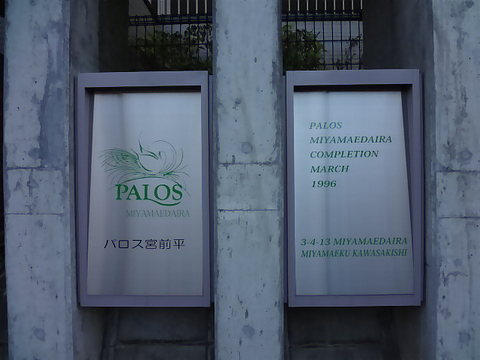 PALOS
MIYAMAEDAIRA
パロス宮前平
PALOS
MIYAMAEDAIRA
COMPLETION
MARCH
1996
3-4-13 MIYAMAEDAIRA
MIYAMAEKU KAWASAKISHI